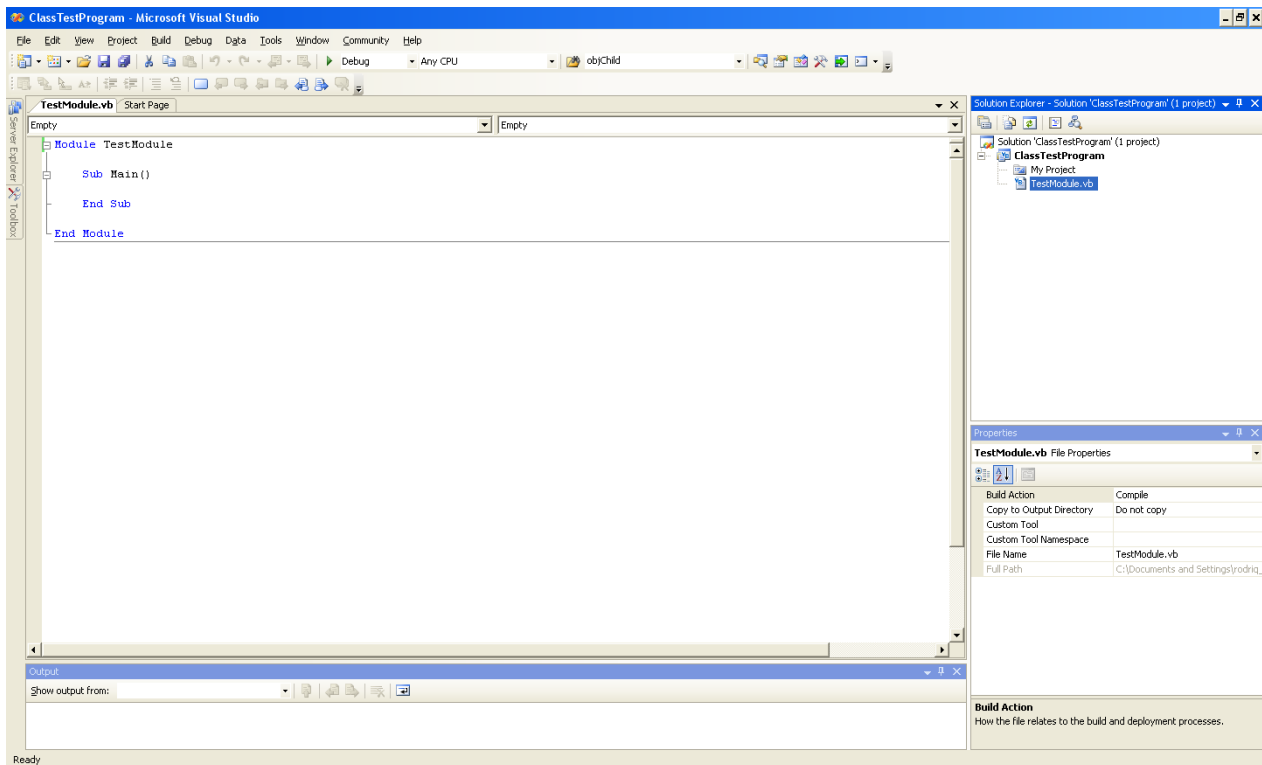 ClassTestProgram - Microsoft Visual Studio
File Edit View Project Build Debug Data Tools Window Community Help
Debug Any CPU objChild
TestModule.vb Start Page
Empty Empty
Module TestModule
Sub Main()
End Sub
End Module
Server Explorer
Toolbox
Output
Show output from:
Ready
Solution Explorer - Solution 'ClassTestProgram' (1 project)
Solution 'ClassTestProgram' (1 project)
ClassTestProgram
My Project
TestModule.vb
Properties
TestModule.vb File Properties
Build Action Compile
Copy to Output Directory Do not copy
Custom Tool
Custom Tool Namespace
File Name TestModule.vb
Full Path C:\Documents and Settings\rodriq_
Build Action
How the file relates to the build and deployment processes.